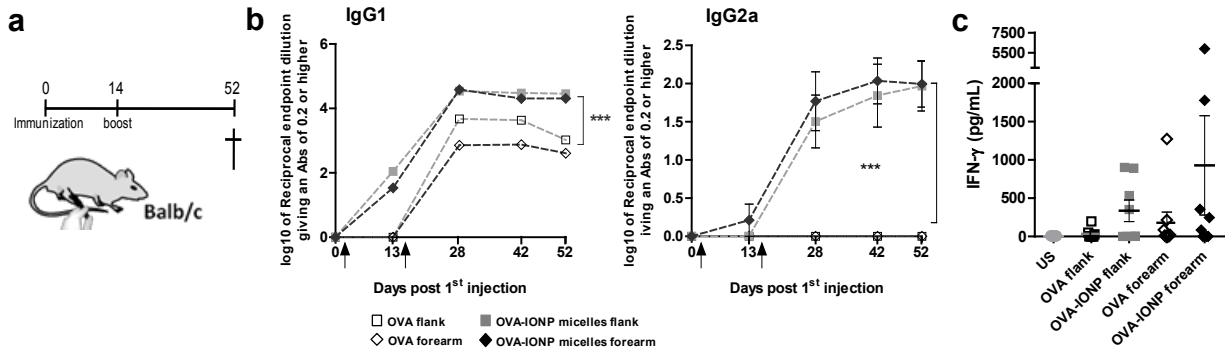 a
0
14
52
Immunization
boost
Balb/c
b
IgG1
log10 of Reciprocal endpoint dilution
giving an Abs of 0.2 or higher
6
4
2
0
0
13
28
42
52
***
Days post 1st injection
IgG2a
log10 of Reciprocal endpoint dilution
iving an Abs of 0.2 or higher
2.5
2.0
1.5
1.0
0.5
0.0
0
13
28
42
52
***
Days post 1st injection
OVA flank
OVA-IONP micelles flank
OVA forearm
OVA-IONP micelles forearm
c
IFN-γ (pg/mL)
7500
5500
2000
1500
1000
500
0
US
OVA flank
OVA-IONP flank
OVA forearm
OVA-IONP forearm